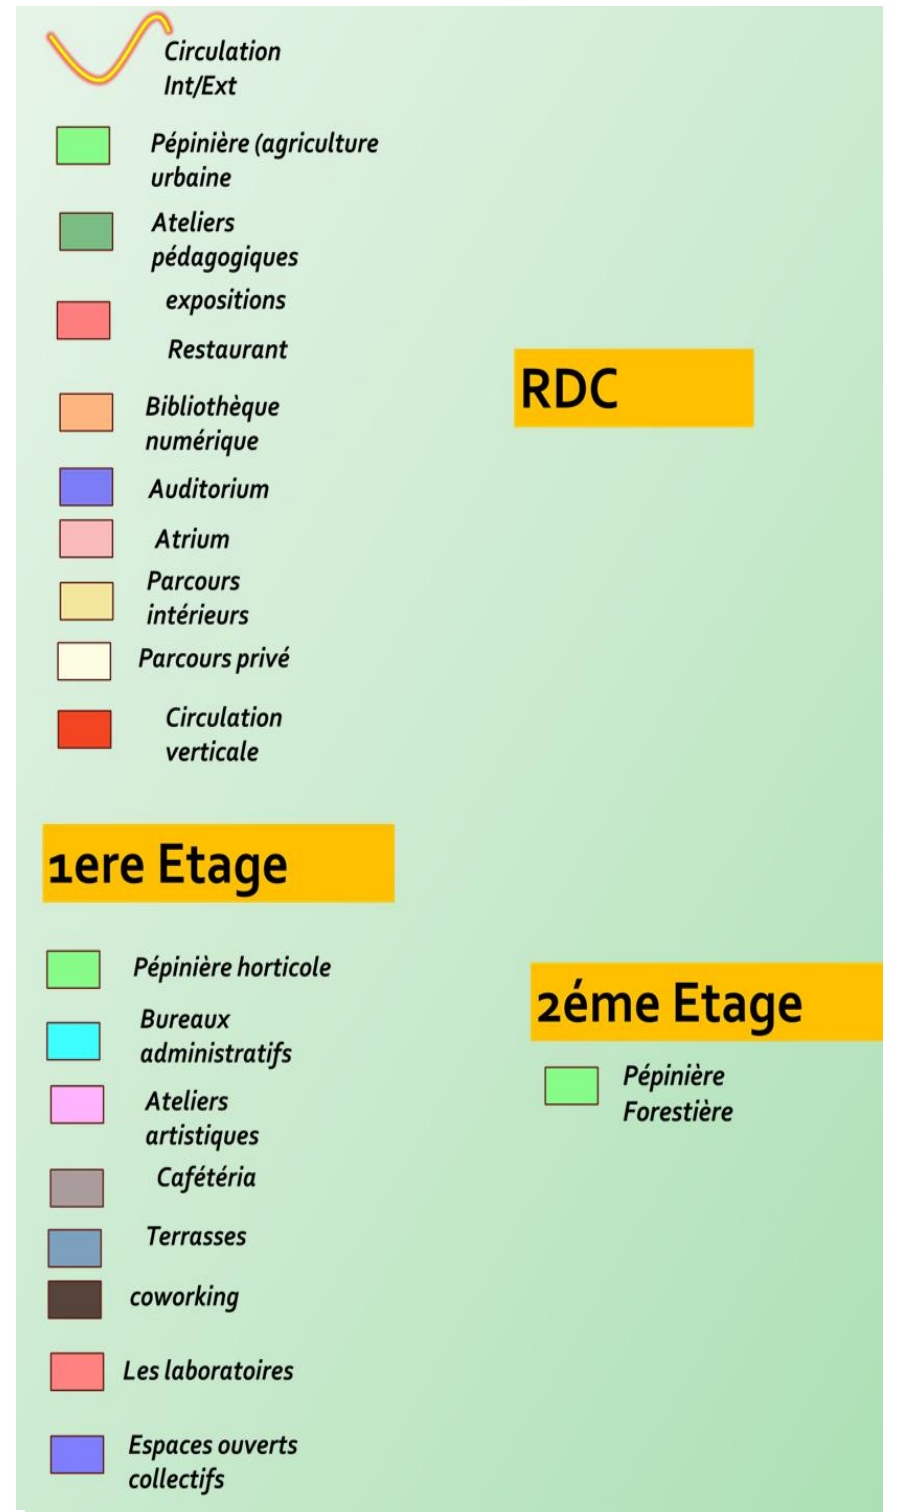 Circulation
Int/Ext
Pépinière (agriculture
urbaine
Ateliers
pédagogiques
expositions
Restaurant
RDC
Bibliothèque
numérique
Auditorium
Atrium
Parcours
intérieurs
Parcours privé
Circulation
verticale
1ere Etage
Pépinière horticole
Bureaux
administratifs
Ateliers
artistiques
Cafétéria
Terrasses
coworking
Les laboratoires
Espaces ouverts
collectifs
2éme Etage
Pépinière
Forestière